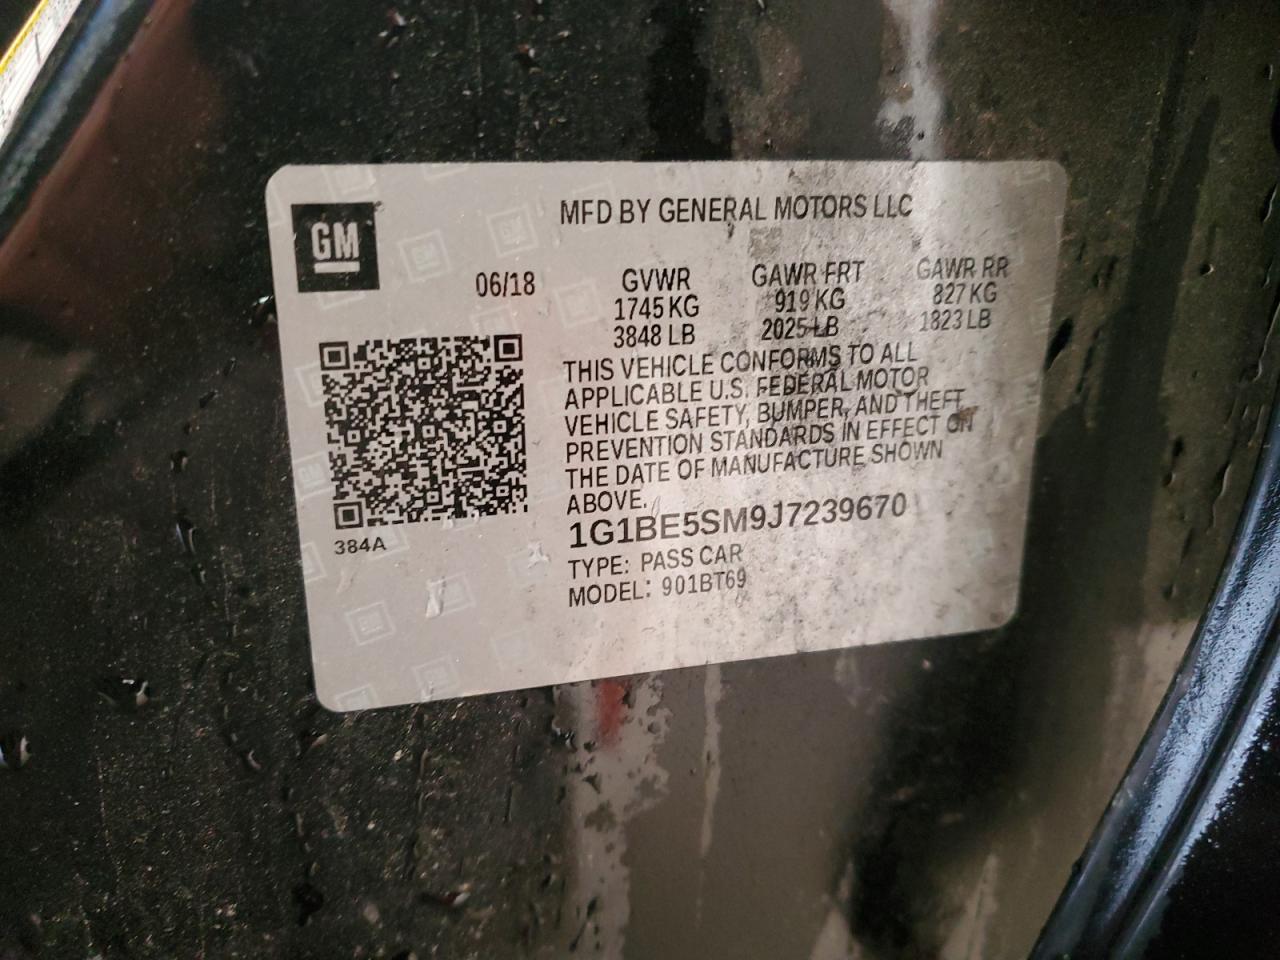 MFD BY GENERAL MOTORS LLC
GM
06/18
GVWR GAWR FRT GAWR RR
1745 KG 919 KG 827 KG
3848 LB 2025 LB 1823 LB
THIS VEHICLE CONFORMS TO ALL
APPLICABLE U.S. FEDERAL MOTOR
VEHICLE SAFETY, BUMPER, AND THEFT
PREVENTION STANDARDS IN EFFECT ON
THE DATE OF MANUFACTURE SHOWN
ABOVE.
1G1BE5SM9J7239670
384A
TYPE: PASS CAR
MODEL: 901BT69